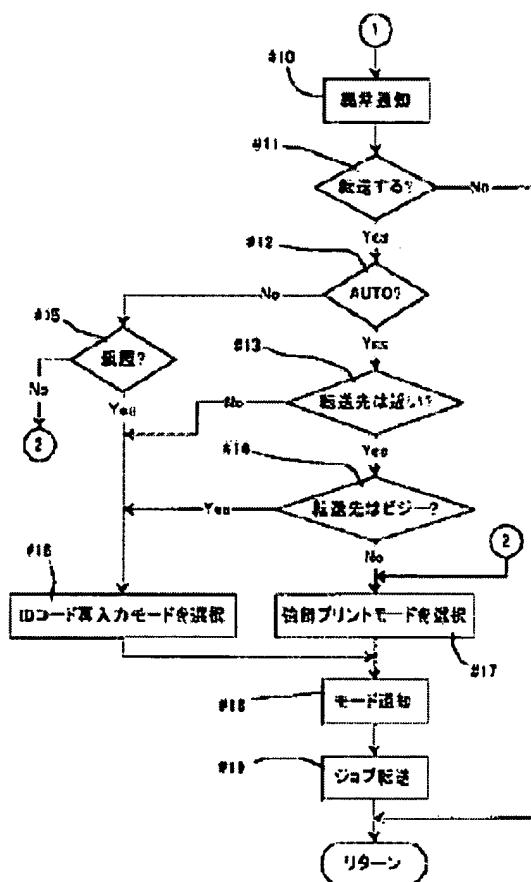 1
#10
異常通知
#11
転送する?
No
Yes
#12
AUTO?
No
Yes
#15
No
Yes
2
#13
転送先は近い?
No
Yes
#14
転送先はビジー?
Yes
No
2
#16
IDコード再入力モードを選択
強制プリントモードを選択
#17
#18
モード通知
#19
ジョブ転送
リターン